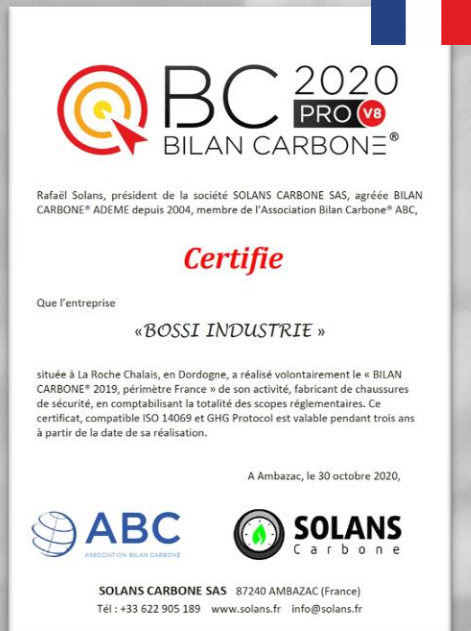 BC 2020
PRO V8
BILAN CARBONE®
Rafaël Solans, président de la société SOLANS CARBONE SAS, agréée BILAN
CARBONE® ADEME depuis 2004, membre de l'Association Bilan Carbone® ABC,
Certifie
Que l'entreprise
«BOSSI INDUSTRIE »
située à La Roche Chalais, en Dordogne, a réalisé volontairement le « BILAN
CARBONE® 2019, périmètre France » de son activité, fabricant de chaussures
de sécurité, en comptabilisant la totalité des scopes réglementaires. Ce
certificat, compatible ISO 14069 et GHG Protocol est valable pendant trois ans
à partir de la date de sa réalisation.
A Ambazac, le 30 octobre 2020,
ABC
ASSOCIATION BILAN CARBONE
SOLANS
Carbone
SOLANS CARBONE SAS 87240 AMBAZAC (France)
Tél : +33 622 905 189 www.solans.fr info@solans.fr